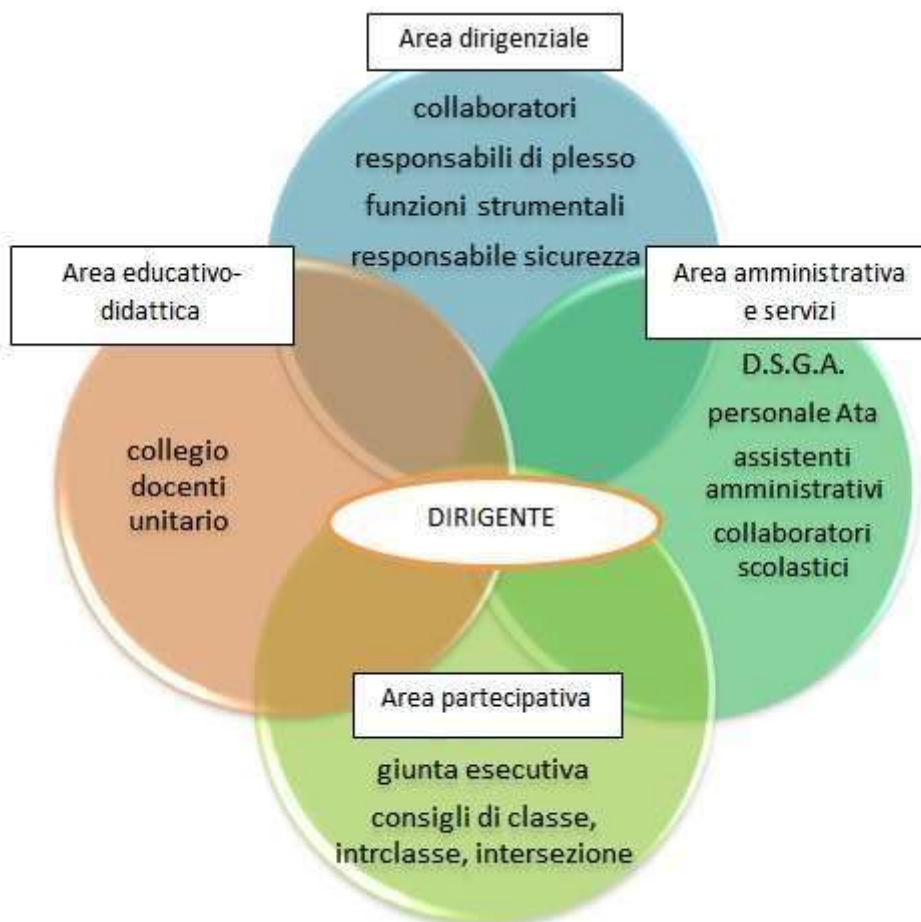 Area dirigenziale
collaboratori
responsabili di plesso
funzioni strumentali
responsabile sicurezza
Area educativo-
didattica
collegio
docenti
unitario
Area amministrativa
e servizi
D.S.G.A.
personale Ata
assistenti
amministrativi
collaboratori
scolastici
DIRIGENTE
Area partecipativa
giunta esecutiva
consigli di classe,
intrclasse, intersezione